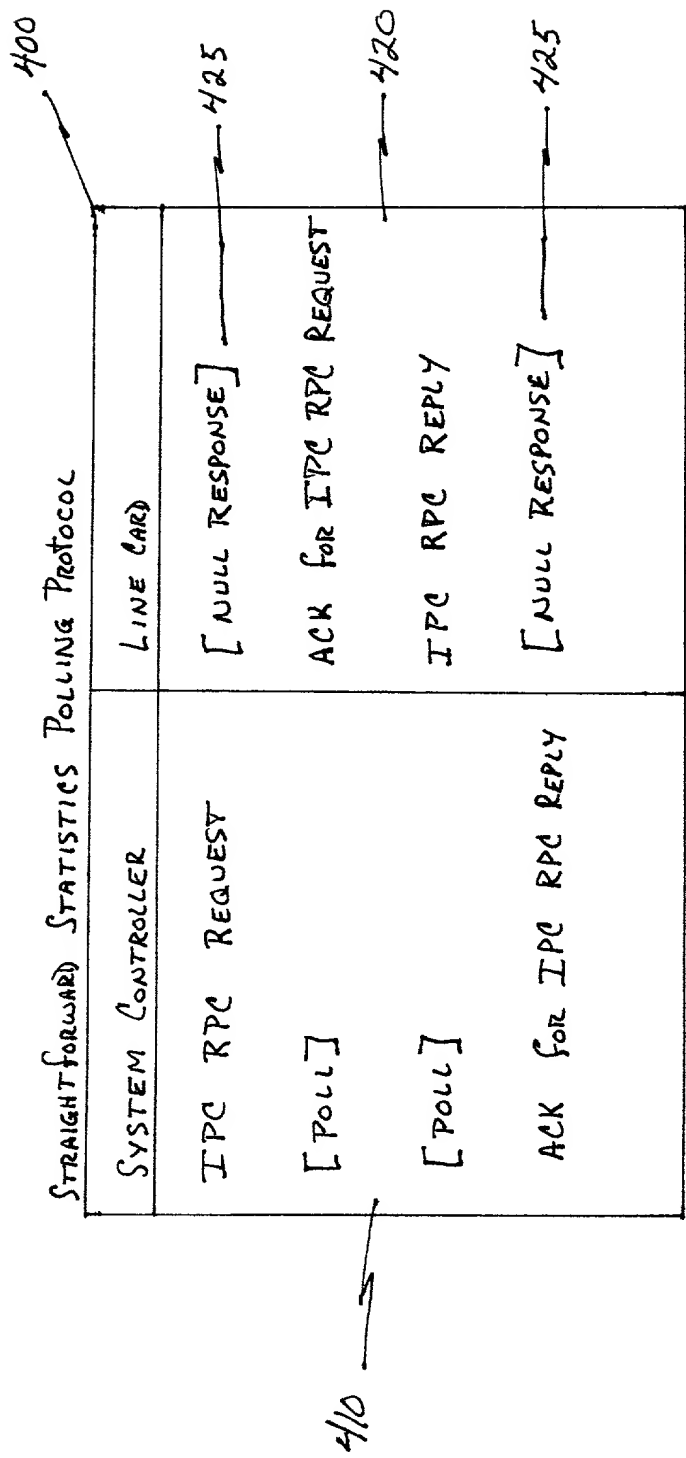 STRAIGHTFORWARD STATISTICS POLLING PROTOCOL
400
SYSTEM CONTROLLER LINE CARD
IPC RPC REQUEST [NULL RESPONSE] 425
[POLL] ACK FOR IPC RPC REQUEST
410 420
[POLL] IPC RPC REPLY
ACK FOR IPC RPC REPLY [NULL RESPONSE] 425